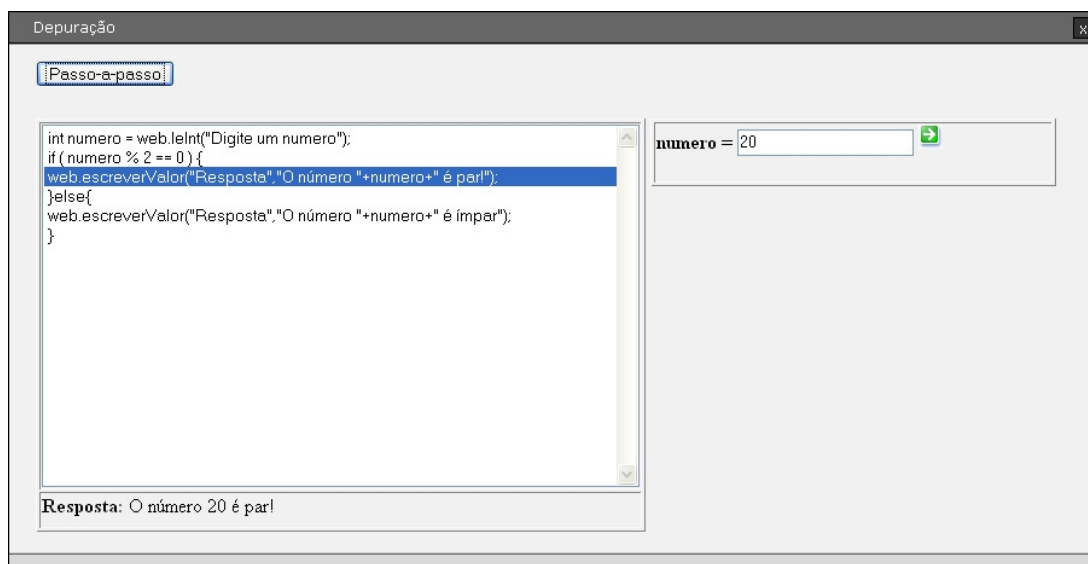 Depuração
x
Passo-a-passo
int numero = web.leInt("Digite um numero");
if ( numero % 2 == 0 ) {
web.escreverValor("Resposta","O número "+numero+" é par!");
}else{
web.escreverValor("Resposta","O número "+numero+" é ímpar");
}
numero = 20
Resposta: O número 20 é par!